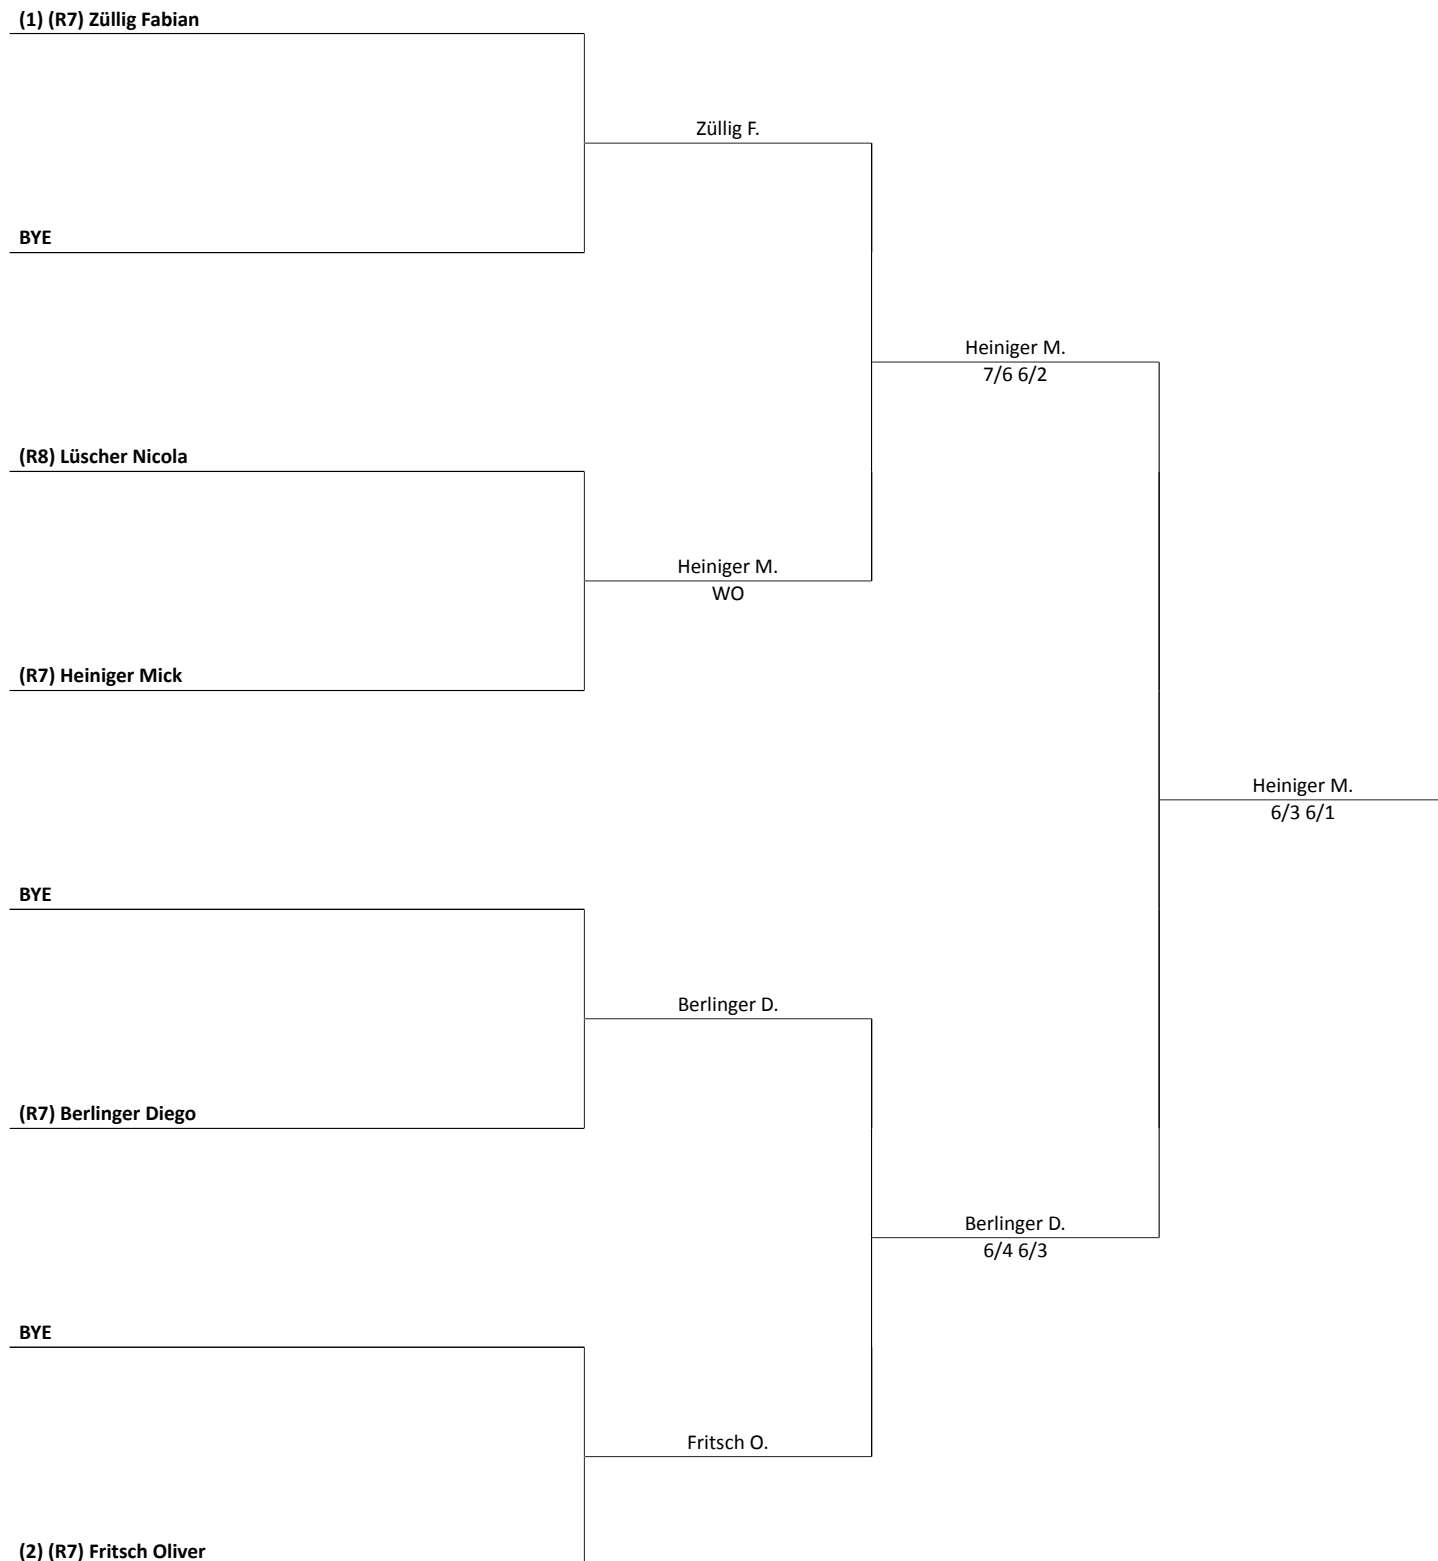 (1) (R7) Züllig Fabian
Züllig F.
BYE
Heiniger M.
7/6 6/2
(R8) Lüscher Nicola
Heiniger M.
WO
(R7) Heiniger Mick
Heiniger M.
6/3 6/1
BYE
Berlinger D.
(R7) Berlinger Diego
Berlinger D.
6/4 6/3
BYE
Fritsch O.
(2) (R7) Fritsch Oliver